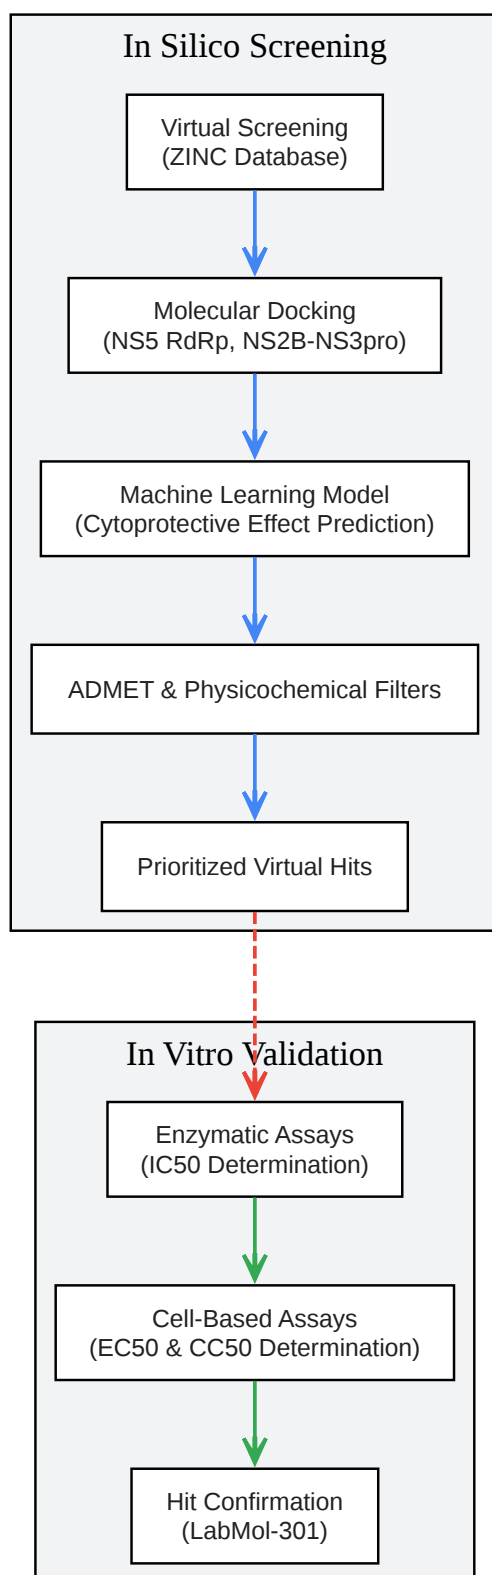 In Silico Screening
Virtual Screening
(ZINC Database)
Molecular Docking
(NS5 RdRp, NS2B-NS3pro)
Machine Learning Model
(Cytoprotective Effect Prediction)
ADMET & Physicochemical Filters
Prioritized Virtual Hits
In Vitro Validation
Enzymatic Assays
(IC50 Determination)
Cell-Based Assays
(EC50 & CC50 Determination)
Hit Confirmation
(LabMol-301)